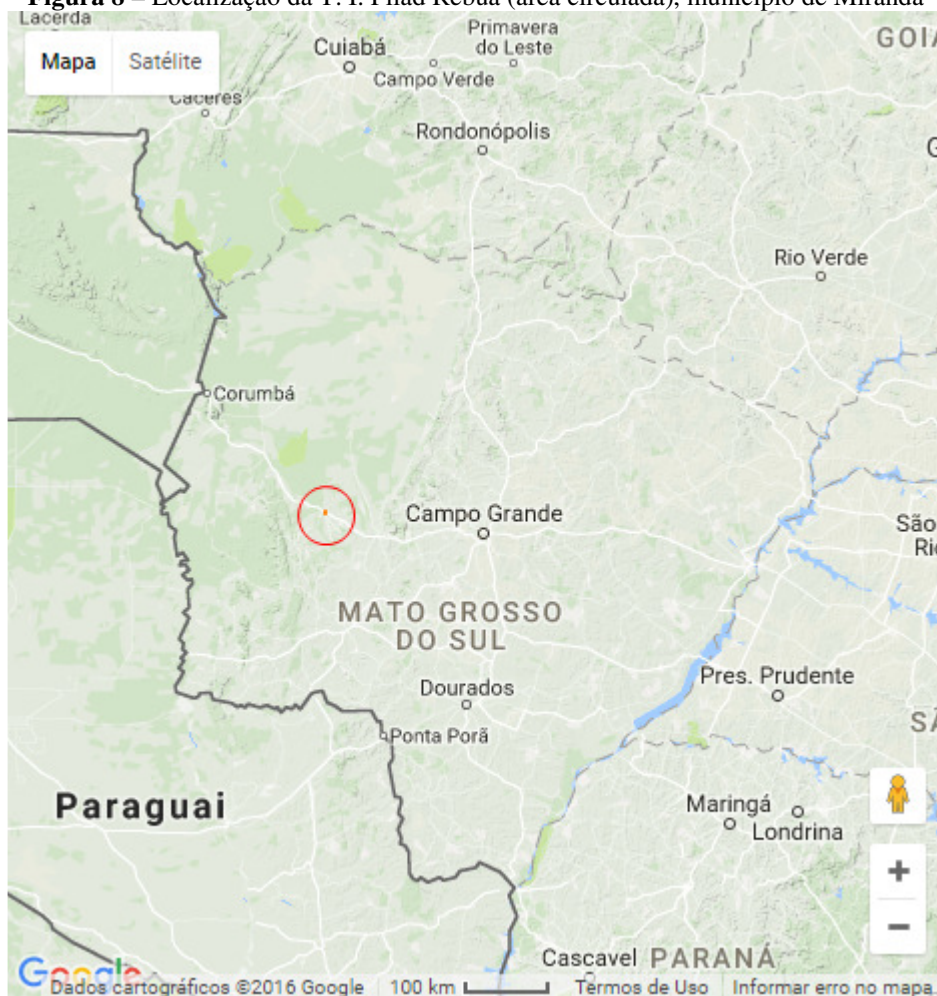 Figura 8 – Localização da T. I. Pilad Rebuá (área circulada), município de Miranda
Lacerda
Mapa Satélite
Cuiabá
Primavera
do Leste
GOIÁ
Campo Verde
Cáceres
Rondonópolis
G
Rio Verde
Corumbá
Campo Grande
São
Rio
MATO GROSSO
DO SUL
Dourados
Pres. Prudente
SÃ
Ponta Porã
Paraguai
Maringá
Londrina
+
−
Cascavel
PARANÁ
Google
Dados cartográficos ©2016 Google 100 km Termos de Uso Informar erro no mapa.